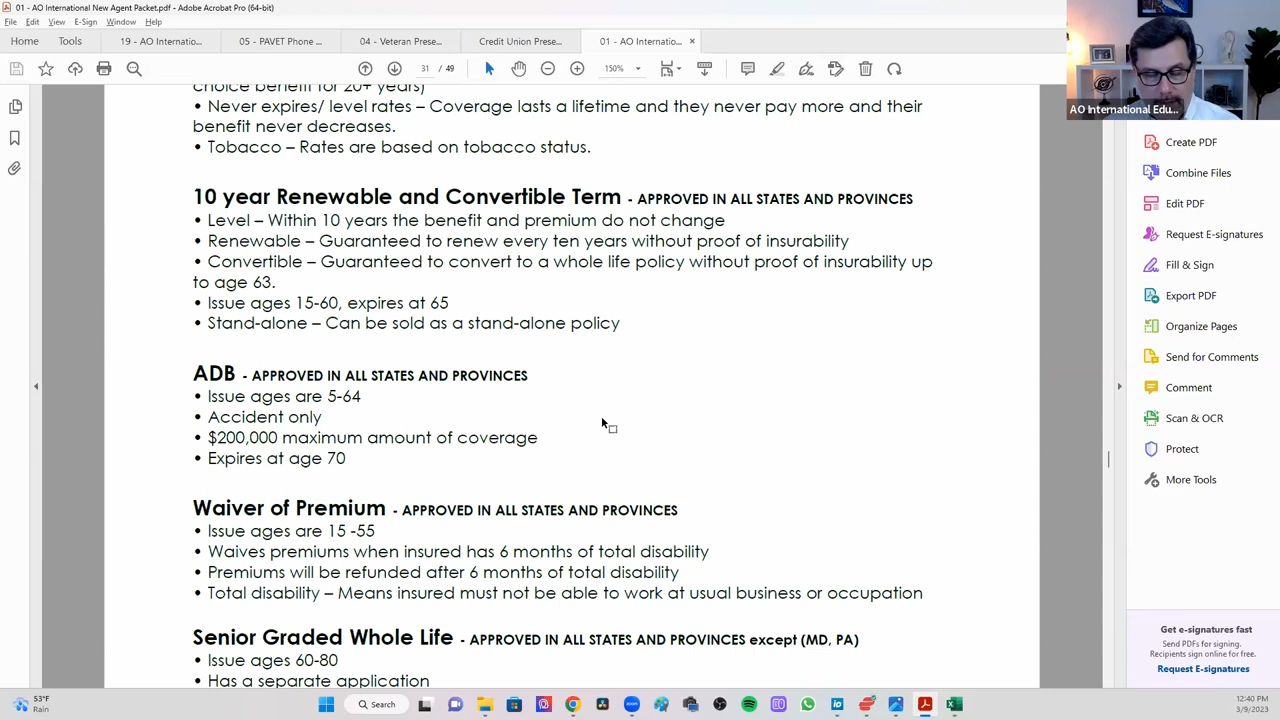 01 - AO International New Agent Packet.pdf - Adobe Acrobat Pro (64-bit)
File Edit View E-Sign Window Help
Home Tools 19 - AO Internatio... 05 - PAVET Phone ... 04 - Veteran Prese... Credit Union Prese... 01 - AO Internatio... ×
31 / 49 150%
AO International Edu...
choice benefit for 20+ years)
• Never expires/ level rates – Coverage lasts a lifetime and they never pay more and their
benefit never decreases.
• Tobacco – Rates are based on tobacco status.
10 year Renewable and Convertible Term - APPROVED IN ALL STATES AND PROVINCES
• Level – Within 10 years the benefit and premium do not change
• Renewable – Guaranteed to renew every ten years without proof of insurability
• Convertible – Guaranteed to convert to a whole life policy without proof of insurability up
to age 63.
• Issue ages 15-60, expires at 65
• Stand-alone – Can be sold as a stand-alone policy
ADB - APPROVED IN ALL STATES AND PROVINCES
• Issue ages are 5-64
• Accident only
• $200,000 maximum amount of coverage
• Expires at age 70
Waiver of Premium - APPROVED IN ALL STATES AND PROVINCES
• Issue ages are 15 -55
• Waives premiums when insured has 6 months of total disability
• Premiums will be refunded after 6 months of total disability
• Total disability – Means insured must not be able to work at usual business or occupation
Senior Graded Whole Life - APPROVED IN ALL STATES AND PROVINCES except (MD, PA)
• Issue ages 60-80
• Has a separate application
Create PDF
Combine Files
Edit PDF
Request E-signatures
Fill & Sign
Export PDF
Organize Pages
Send for Comments
Comment
Scan & OCR
Protect
More Tools
Get e-signatures fast
Send PDFs for signing.
Recipients sign online for free.
Request E-signatures
53°F
Rain
Search
12:40 PM
3/9/2023